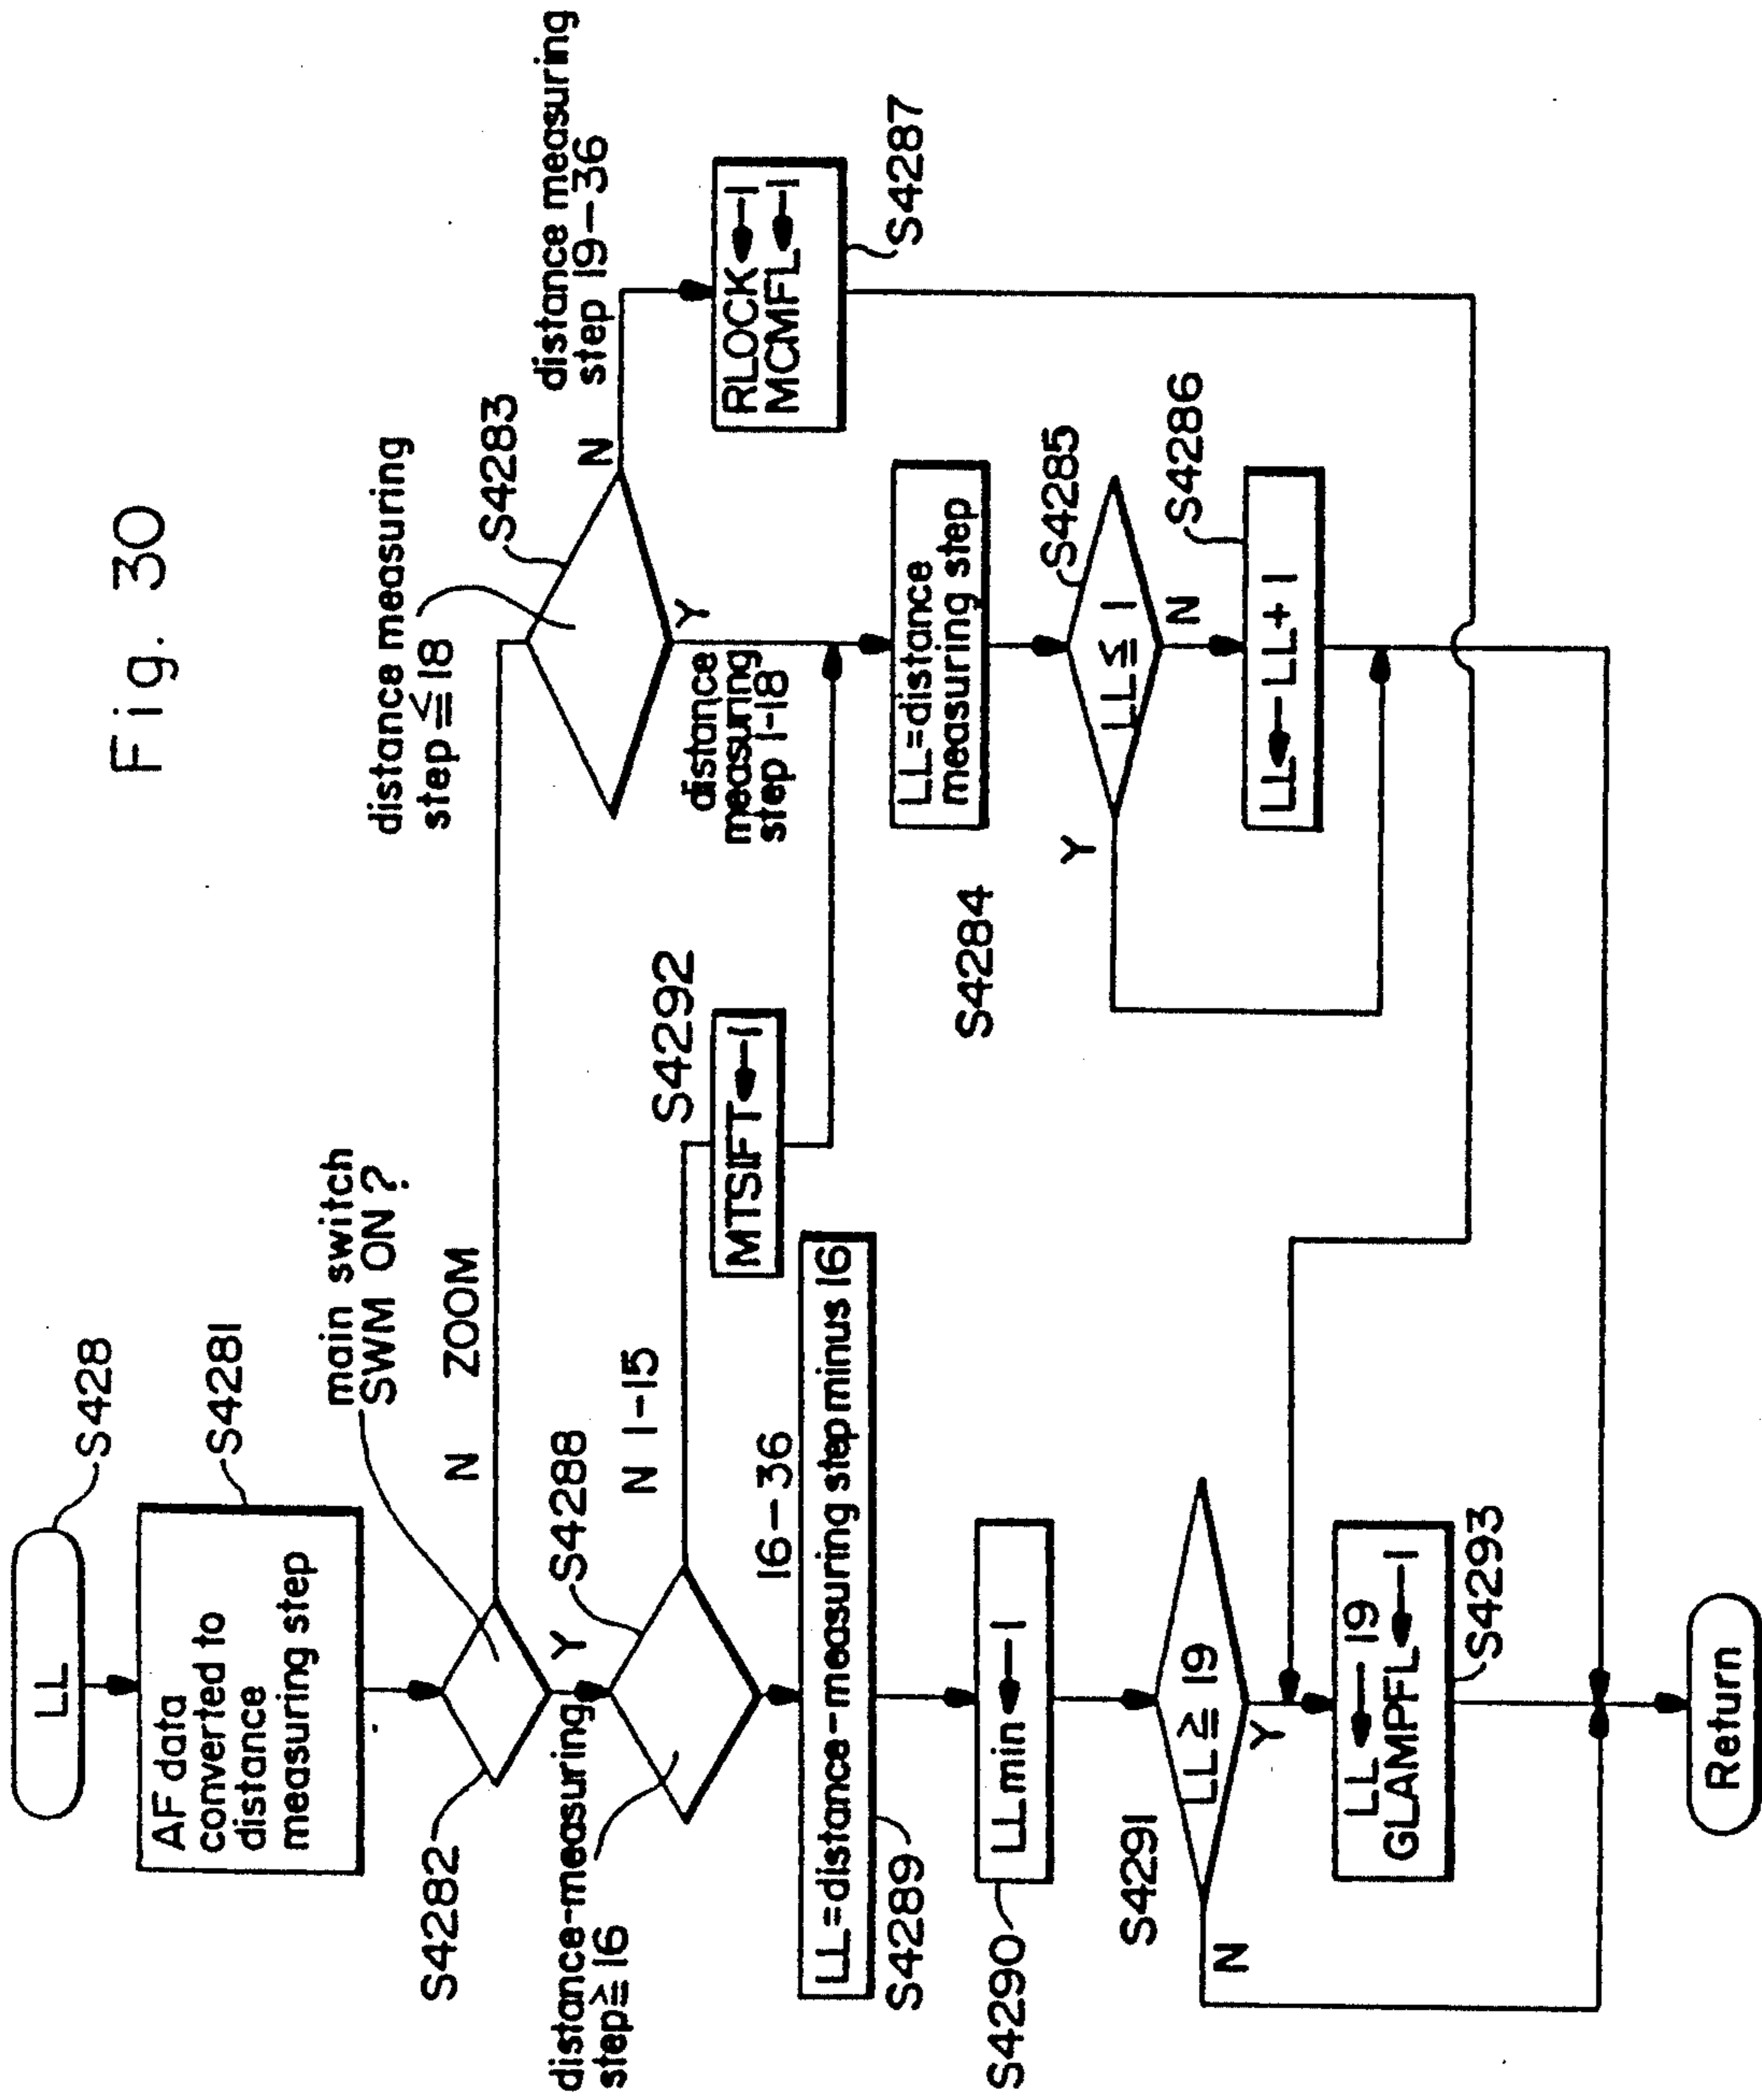 Fig. 30
LL
S428
AF data
converted to
distance
measuring step
S4281
main switch
SWM ON?
S4282
N ZOOM
Y
distance-measuring
step≧16
S4288
N 1-15
16-36
MTSIFT←1
S4292
LL=distance-measuring step minus 16
S4289
LLmin←1
S4290
LL≧19
S4291
N
Y
LL←19
GLAMPFL←1
S4293
Return
distance measuring
step≦18
S4283
N
distance measuring
step 19-36
Y
distance
measuring
step 1-18
RLOCK←1
MCMFL←1
S4287
LL=distance
measuring step
S4284
LL≦1
S4285
Y
N
LL←LL+1
S4286